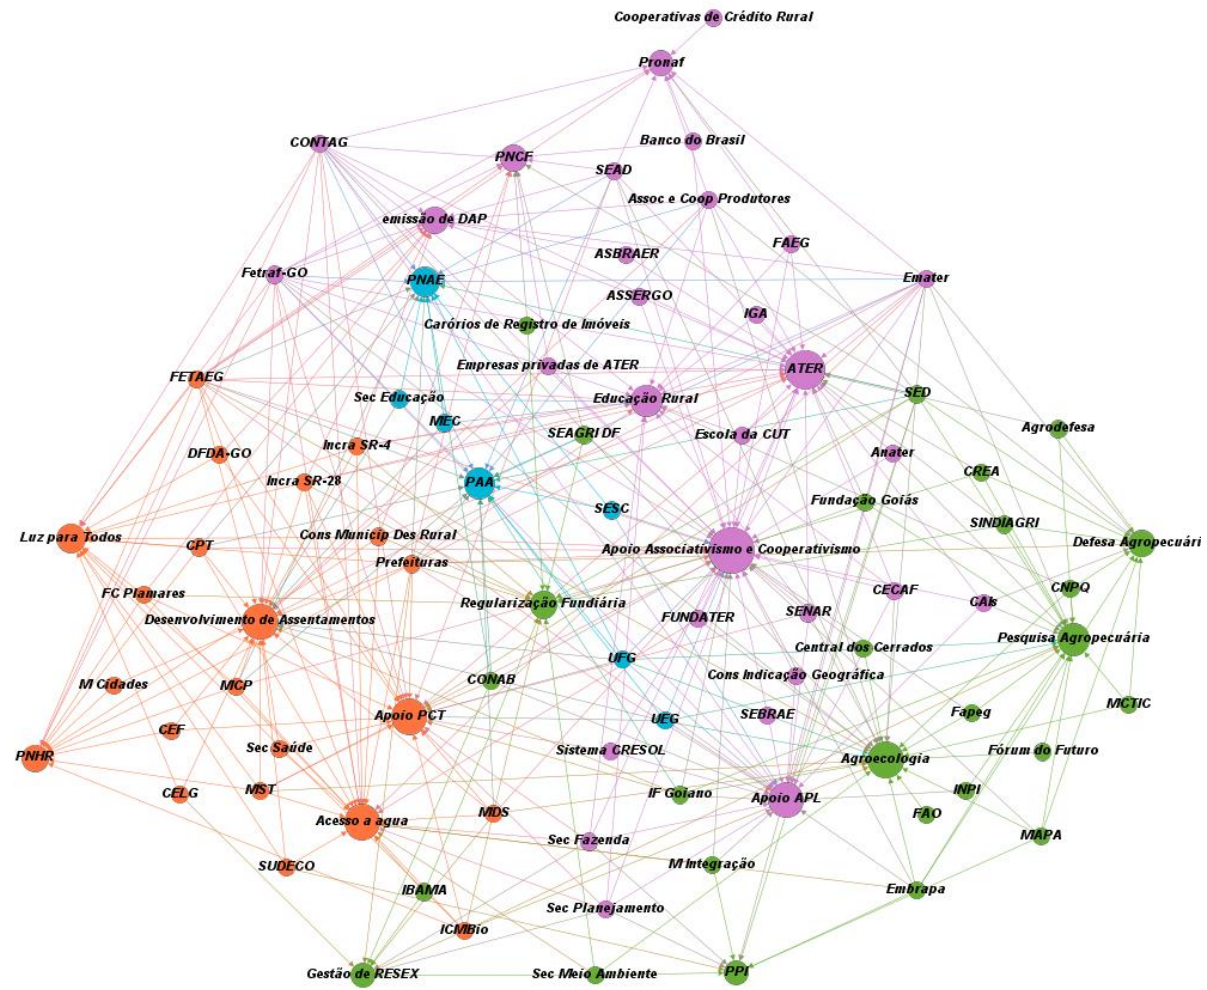 Cooperativas de Crédito Rural
Pronaf
Banco do Brasil
CONTAG
PNCF
SEAD
Assoc e Coop Produtores
emissão de DAP
FAEG
ASBRAER
Fetraf-GO
PNAE
Emater
ASSERGO
IGA
Carórios de Registro de Imóveis
Empresas privadas de ATER
ATER
FETAEG
Sec Educação
Educação Rural
SED
MEC
SEAGRI DF
Escola da CUT
Agrodefesa
Incra SR-4
DFDA-GO
Anater
CREA
Incra SR-28
PAA
Fundação Goiás
SESC
SINDIAGRI
Luz para Todos
CPT
Cons Municip Des Rural
Apoio Associativismo e Cooperativismo
Defesa Agropecuári
Prefeituras
FC Plamares
Regularização Fundiária
CECAF
CNPQ
CAIs
Desenvolvimento de Assentamentos
FUNDATER
SENAR
Pesquisa Agropecuária
UFG
Central dos Cerrados
M Cidades
MCP
CONAB
Cons Indicação Geográfica
MCTIC
CEF
Apoio PCT
UEG
SEBRAE
Fapeg
PNHR
Sec Saúde
Sistema CRESOL
Agroecologia
Fórum do Futuro
CELG
MST
IF Goiano
Apoio APL
INPI
Acesso a agua
MDS
FAO
MAPA
Sec Fazenda
SUDECO
M Integração
IBAMA
Embrapa
Sec Planejamento
ICMBio
Gestão de RESEX
Sec Meio Ambiente
PPI